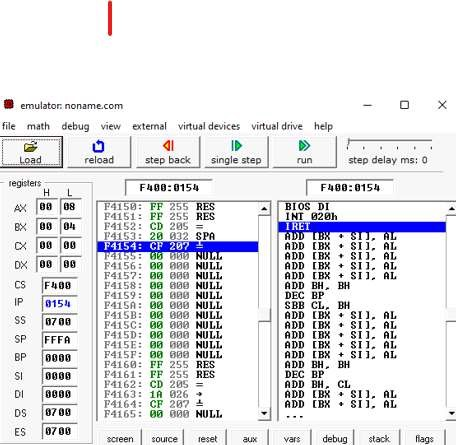 emulator: noname.com
file math debug view external virtual devices virtual drive help
Load reload step back single step run step delay ms: 0
registers
H L
AX 00 08
BX 00 04
CX 00 00
DX 00 00
CS F400
IP 0154
SS 0700
SP FFFA
BP 0000
SI 0000
DI 0000
DS 0700
ES 0700
F400:0154
F4150: FF 255 RES
F4151: FF 255 RES
F4152: CD 205 =
F4153: 20 032 SPA
F4154: CF 207 ╧
F4155: 00 000 NULL
F4156: 00 000 NULL
F4157: 00 000 NULL
F4158: 00 000 NULL
F4159: 00 000 NULL
F415A: 00 000 NULL
F415B: 00 000 NULL
F415C: 00 000 NULL
F415D: 00 000 NULL
F415E: 00 000 NULL
F415F: 00 000 NULL
F4160: FF 255 RES
F4161: FF 255 RES
F4162: CD 205 =
F4163: 1A 026 →
F4164: CF 207 ╧
F4165: 00 000 NULL
F400:0154
BIOS DI
INT 020h
IRET
ADD [BX + SI], AL
ADD [BX + SI], AL
ADD [BX + SI], AL
ADD [BX + SI], AL
ADD [BX + SI], AL
ADD BH, BH
DEC BP
SBB CL, BH
ADD [BX + SI], AL
ADD [BX + SI], AL
ADD [BX + SI], AL
ADD [BX + SI], AL
ADD [BX + SI], AL
ADD BH, BH
DEC BP
ADD BH, CL
ADD [BX + SI], AL
ADD [BX + SI], AL
...
screen source reset aux vars debug stack flags